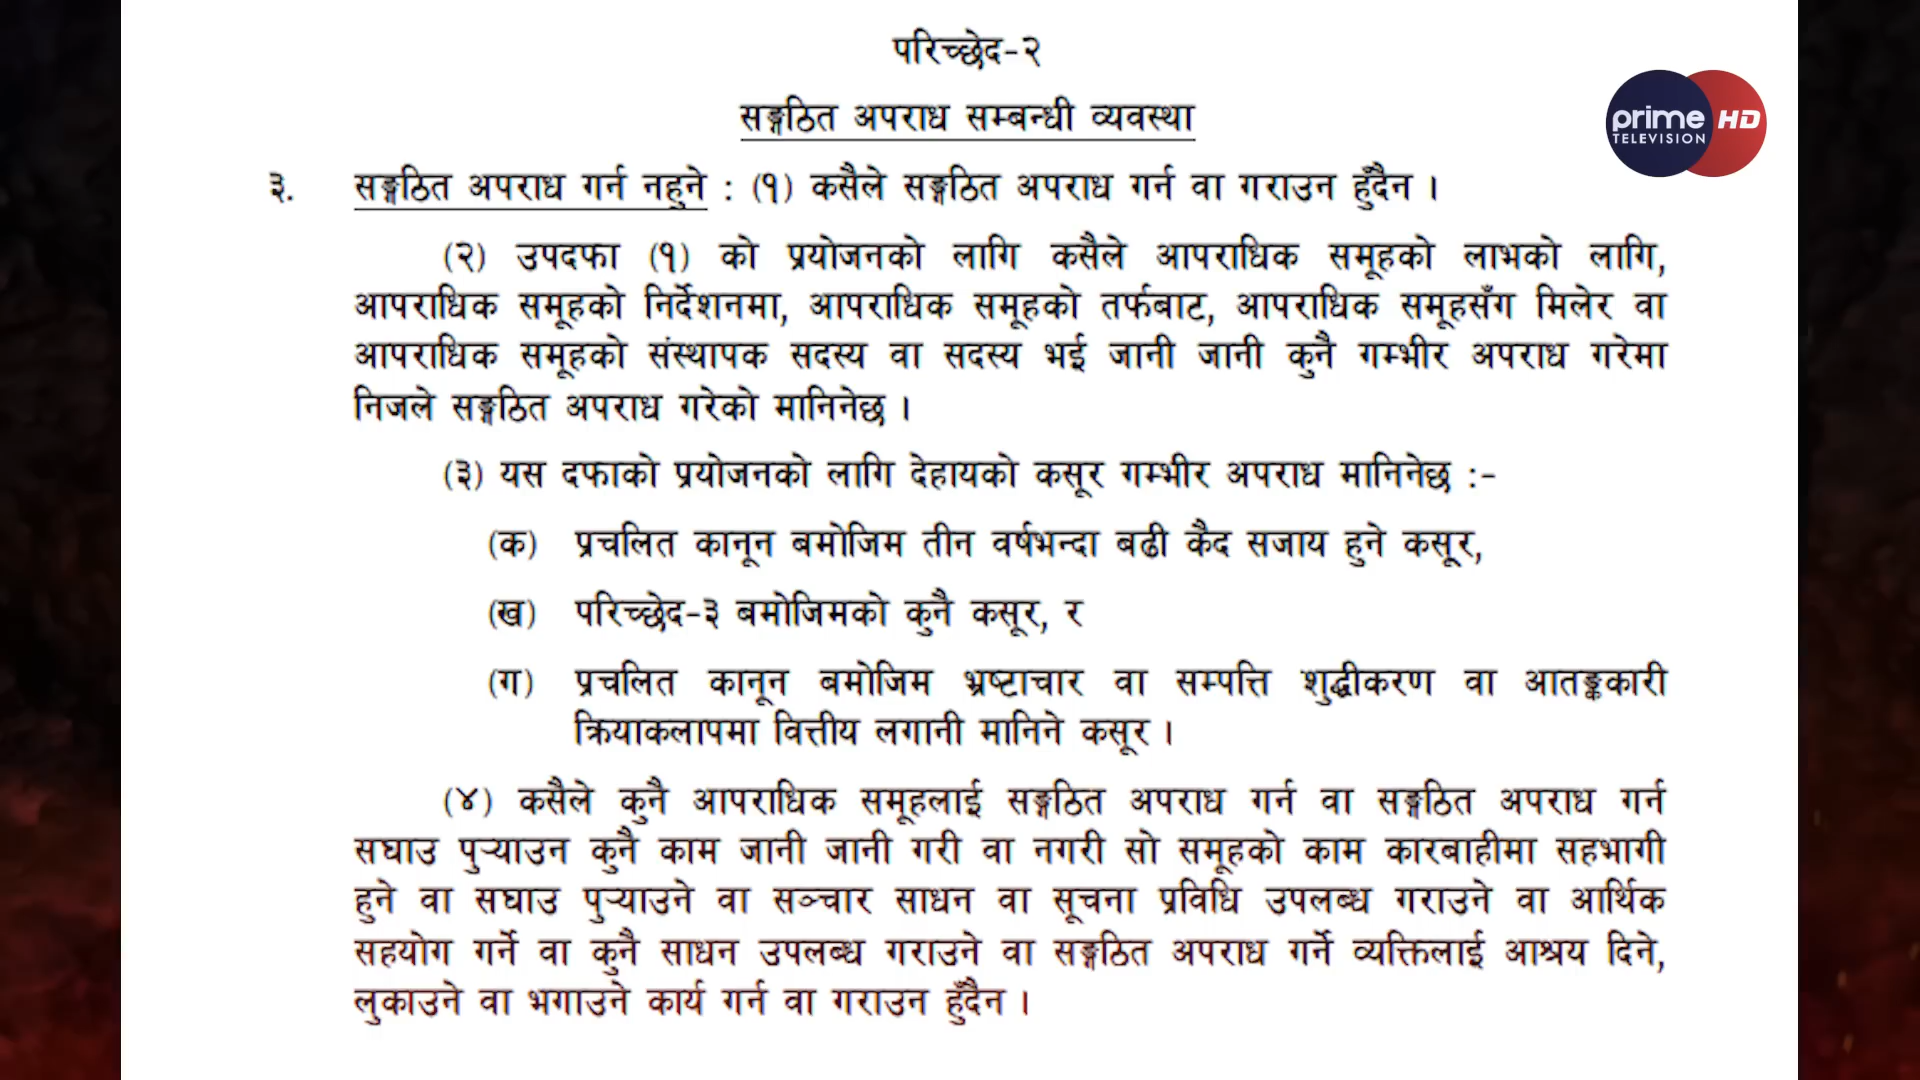 परिच्छेद-२
सङ्गठित अपराध सम्बन्धी व्यवस्था
prime HD
TELEVISION
३. सङ्गठित अपराध गर्न नहुने : (१) कसैले सङ्गठित अपराध गर्न वा गराउन हुँदैन ।
(२) उपदफा (१) को प्रयोजनको लागि कसैले आपराधिक समूहको लाभको लागि,
आपराधिक समूहको निर्देशनमा, आपराधिक समूहको तर्फबाट, आपराधिक समूहसँग मिलेर वा
आपराधिक समूहको संस्थापक सदस्य वा सदस्य भई जानी जानी कुनै गम्भीर अपराध गरेमा
निजले सङ्गठित अपराध गरेको मानिनेछ ।
(३) यस दफाको प्रयोजनको लागि देहायको कसूर गम्भीर अपराध मानिनेछ :-
(क) प्रचलित कानून बमोजिम तीन वर्षभन्दा बढी कैद सजाय हुने कसूर,
(ख) परिच्छेद-३ बमोजिमको कुनै कसूर, र
(ग) प्रचलित कानून बमोजिम भ्रष्टाचार वा सम्पत्ति शुद्धीकरण वा आतङ्ककारी
क्रियाकलापमा वित्तीय लगानी मानिने कसूर ।
(४) कसैले कुनै आपराधिक समूहलाई सङ्गठित अपराध गर्न वा सङ्गठित अपराध गर्न
सघाउ पुर्‍याउन कुनै काम जानी जानी गरी वा नगरी सो समूहको काम कारबाहीमा सहभागी
हुने वा सघाउ पुर्‍याउने वा सञ्चार साधन वा सूचना प्रविधि उपलब्ध गराउने वा आर्थिक
सहयोग गर्ने वा कुनै साधन उपलब्ध गराउने वा सङ्गठित अपराध गर्ने व्यक्तिलाई आश्रय दिने,
लुकाउने वा भगाउने कार्य गर्न वा गराउन हुँदैन ।